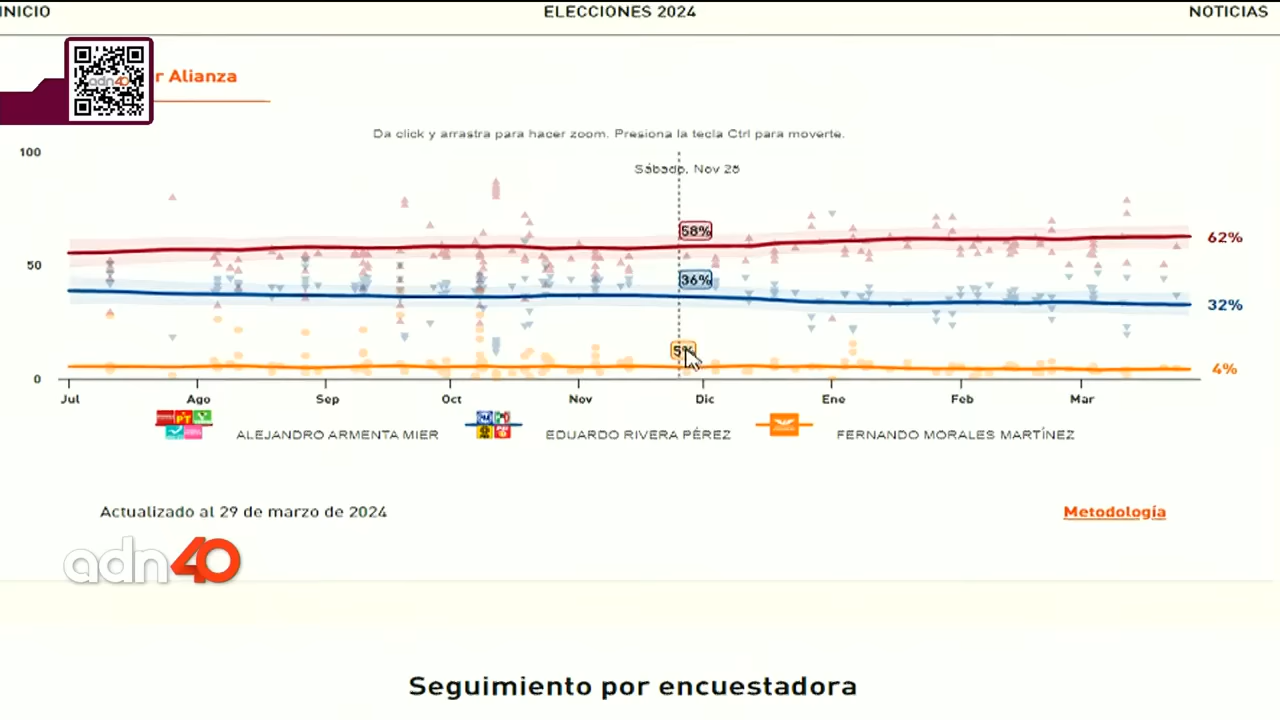 INICIO
ELECCIONES 2024
NOTICIAS
adn40
r Alianza
Da click y arrastra para hacer zoom. Presiona la tecla Ctrl para moverte.
100
Sábado, Nov 25
58%
62%
50
36%
32%
5%
4%
0
Jul Ago Sep Oct Nov Dic Ene Feb Mar
PT
ALEJANDRO ARMENTA MIER
EDUARDO RIVERA PÉREZ
FERNANDO MORALES MARTÍNEZ
Actualizado al 29 de marzo de 2024
Metodología
adn40
Seguimiento por encuestadora